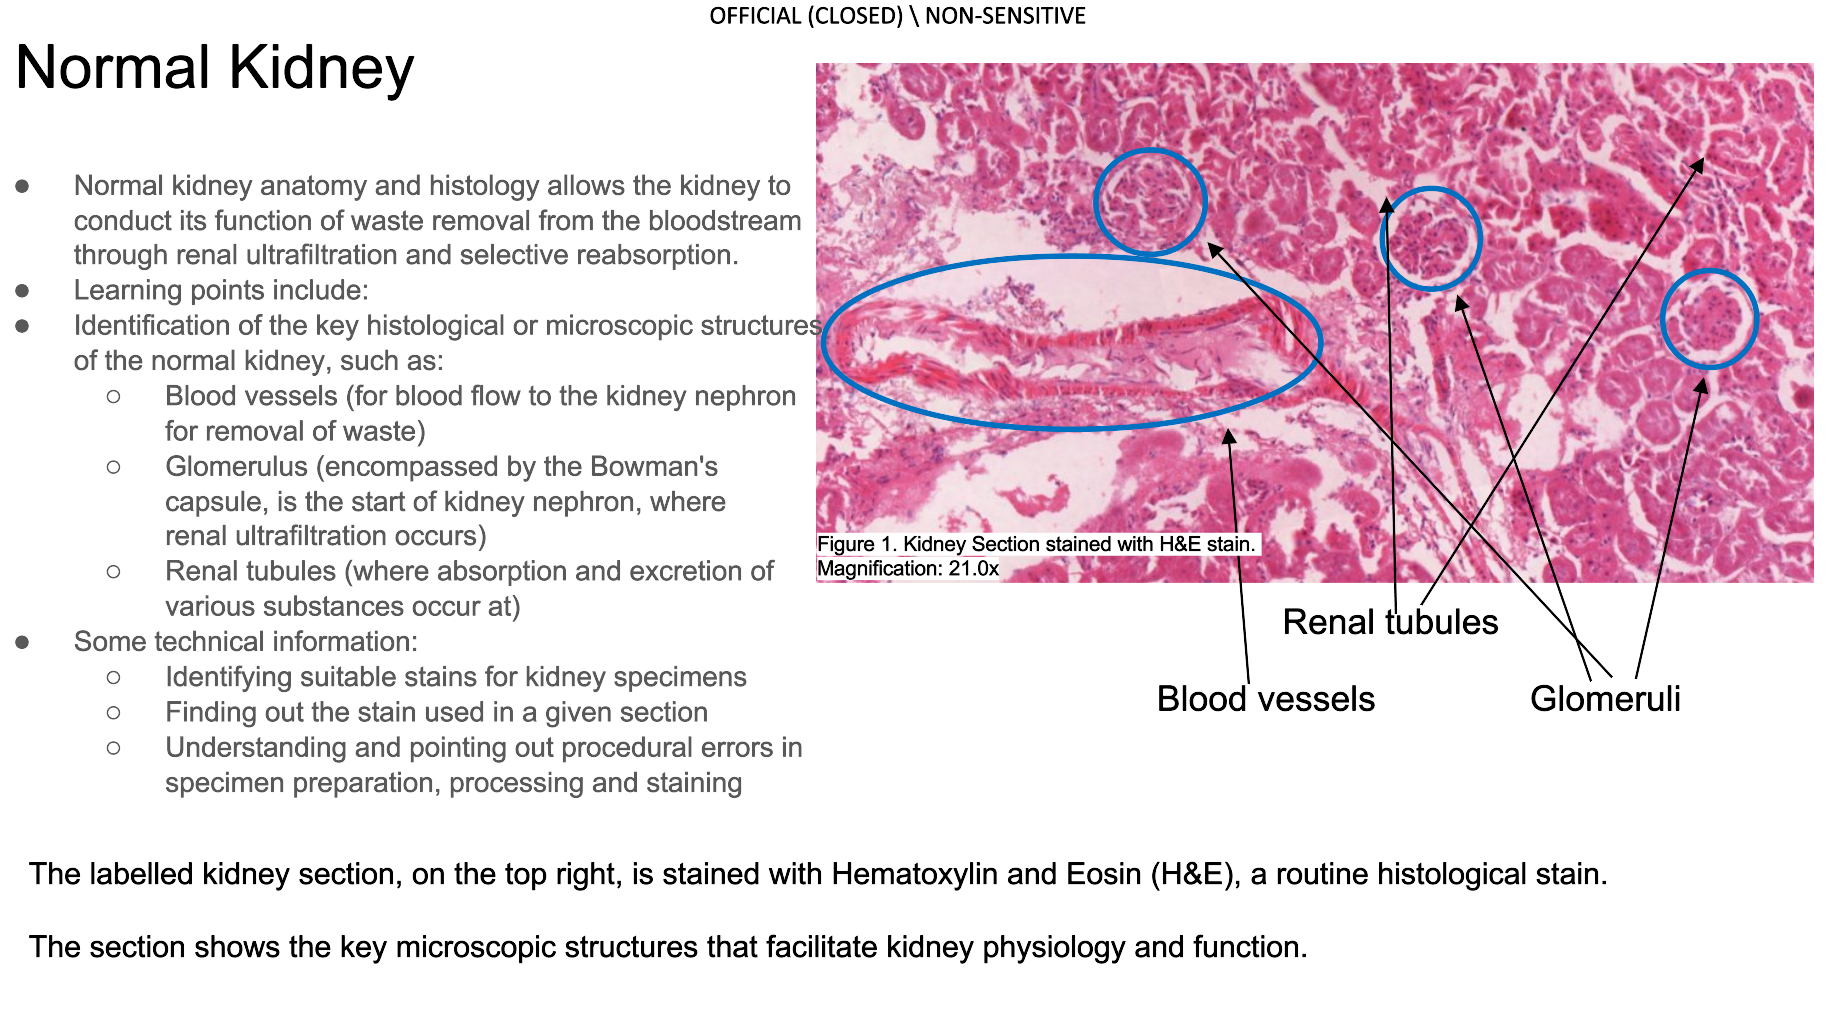 OFFICIAL (CLOSED) \ NON-SENSITIVE
Normal Kidney
● Normal kidney anatomy and histology allows the kidney to
conduct its function of waste removal from the bloodstream
through renal ultrafiltration and selective reabsorption.
● Learning points include:
● Identification of the key histological or microscopic structures
of the normal kidney, such as:
○ Blood vessels (for blood flow to the kidney nephron
for removal of waste)
○ Glomerulus (encompassed by the Bowman's
capsule, is the start of kidney nephron, where
renal ultrafiltration occurs)
○ Renal tubules (where absorption and excretion of
various substances occur at)
● Some technical information:
○ Identifying suitable stains for kidney specimens
○ Finding out the stain used in a given section
○ Understanding and pointing out procedural errors in
specimen preparation, processing and staining
Figure 1. Kidney Section stained with H&E stain.
Magnification: 21.0x
Renal tubules
Blood vessels
Glomeruli
The labelled kidney section, on the top right, is stained with Hematoxylin and Eosin (H&E), a routine histological stain.
The section shows the key microscopic structures that facilitate kidney physiology and function.